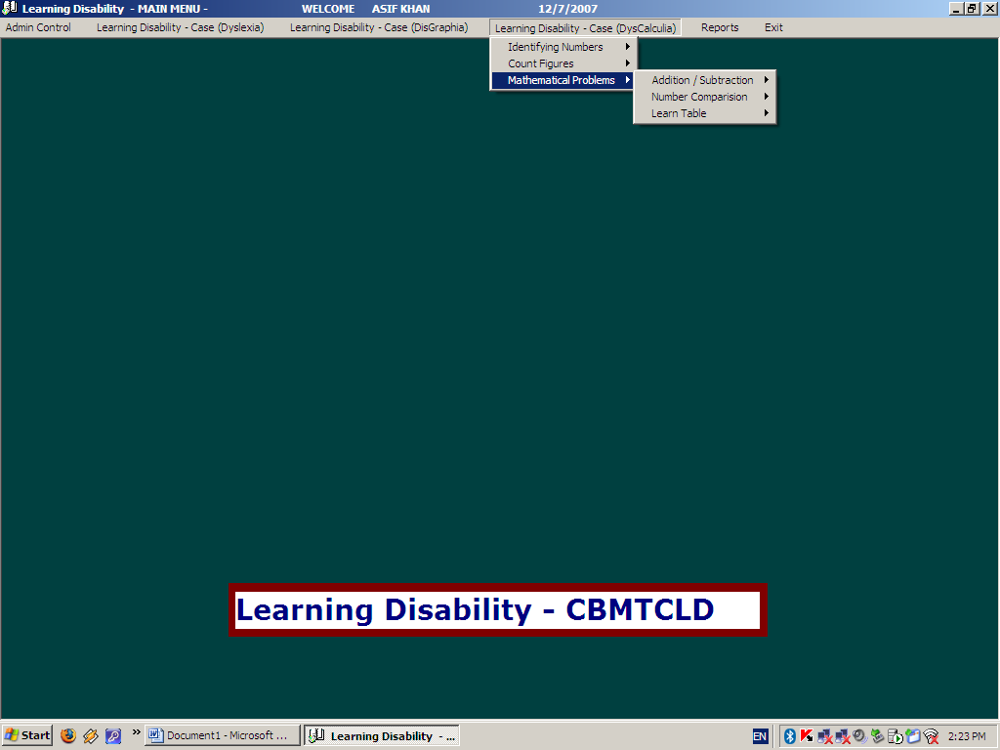 Learning Disability - MAIN MENU - WELCOME ASIF KHAN 12/7/2007
Admin Control Learning Disability - Case (Dyslexia) Learning Disability - Case (DisGraphia) Learning Disability - Case (DysCalculia) Reports Exit
Identifying Numbers
Count Figures
Mathematical Problems
Addition / Subtraction
Number Comparision
Learn Table
Learning Disability - CBMTCLD
Start » Document1 - Microsoft ... Learning Disability - ... EN 2:23 PM